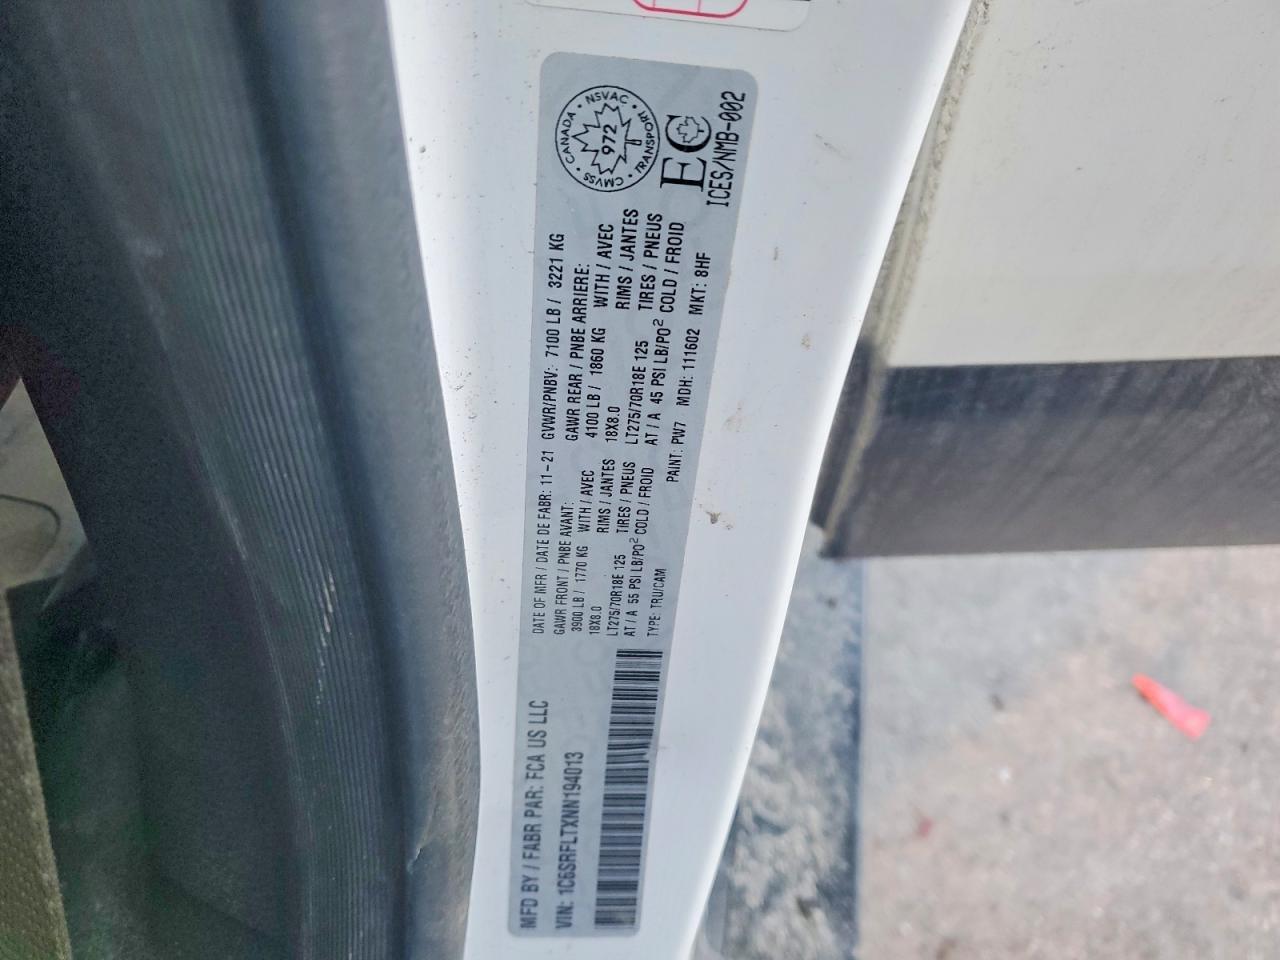 MFD BY / FABR PAR: FCA US LLC
VIN: 1C6SRFLTXNN194013
DATE OF MFR / DATE DE FABR: 11-21 GVWR/PNBV: 7100 LB / 3221 KG
GAWR FRONT / PNBE AVANT: GAWR REAR / PNBE ARRIERE:
3900 LB / 1770 KG WITH / AVEC 4100 LB / 1860 KG WITH / AVEC
18X8.0 RIMS / JANTES 18X8.0 RIMS / JANTES
LT275/70R18E 125 TIRES / PNEUS LT275/70R18E 125 TIRES / PNEUS
AT / A 55 PSI LB/PO² COLD / FROID AT / A 45 PSI LB/PO² COLD / FROID
TYPE: TRU/CAM PAINT: PW7 MDH: 111602 MKT: 8HF
CANADA · NSVAC · TRANSPORT · CMVSS ·
972
EC
ICES/NMB-002